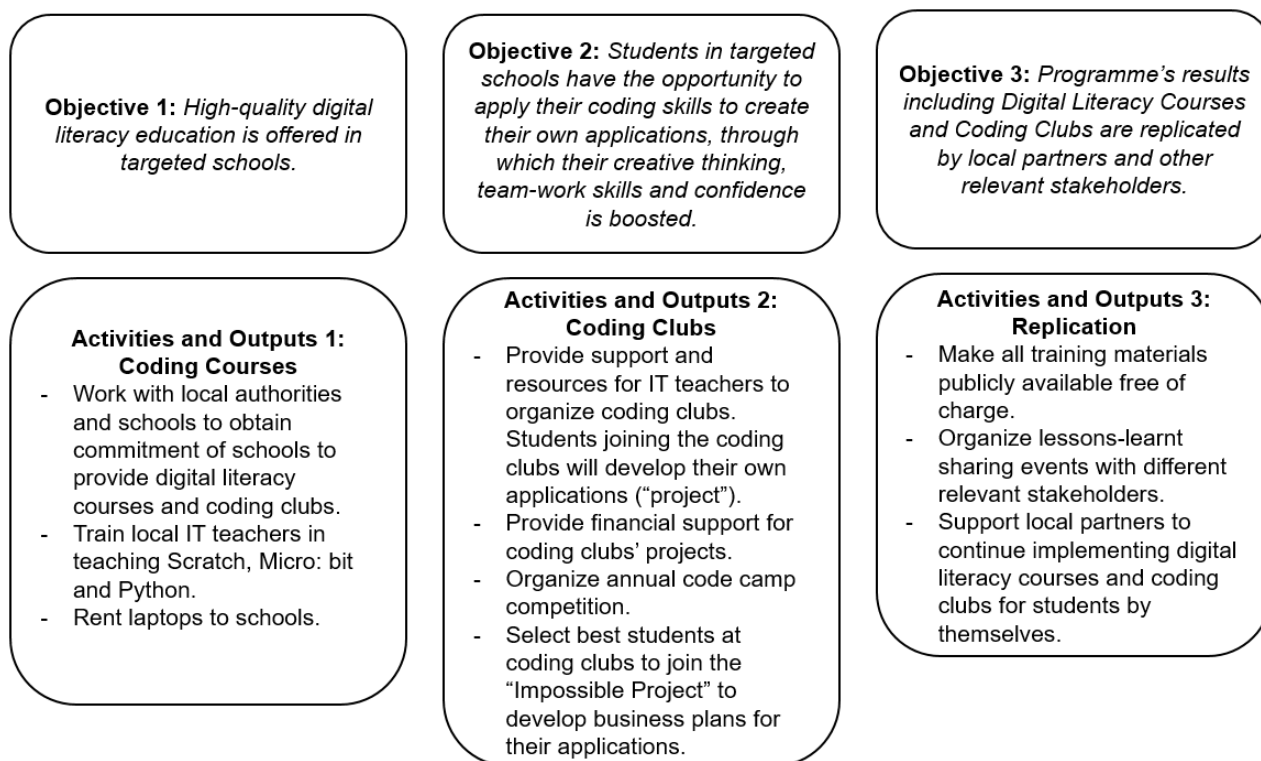 Objective 1: High-quality digital
literacy education is offered in
targeted schools.
Objective 2: Students in targeted
schools have the opportunity to
apply their coding skills to create
their own applications, through
which their creative thinking,
team-work skills and confidence
is boosted.
Objective 3: Programme's results
including Digital Literacy Courses
and Coding Clubs are replicated
by local partners and other
relevant stakeholders.
Activities and Outputs 1:
Coding Courses
- Work with local authorities
and schools to obtain
commitment of schools to
provide digital literacy
courses and coding clubs.
- Train local IT teachers in
teaching Scratch, Micro: bit
and Python.
- Rent laptops to schools.
Activities and Outputs 2:
Coding Clubs
- Provide support and
resources for IT teachers to
organize coding clubs.
Students joining the coding
clubs will develop their own
applications (“project”).
- Provide financial support for
coding clubs’ projects.
- Organize annual code camp
competition.
- Select best students at
coding clubs to join the
“Impossible Project” to
develop business plans for
their applications.
Activities and Outputs 3:
Replication
- Make all training materials
publicly available free of
charge.
- Organize lessons-learnt
sharing events with different
relevant stakeholders.
- Support local partners to
continue implementing digital
literacy courses and coding
clubs for students by
themselves.